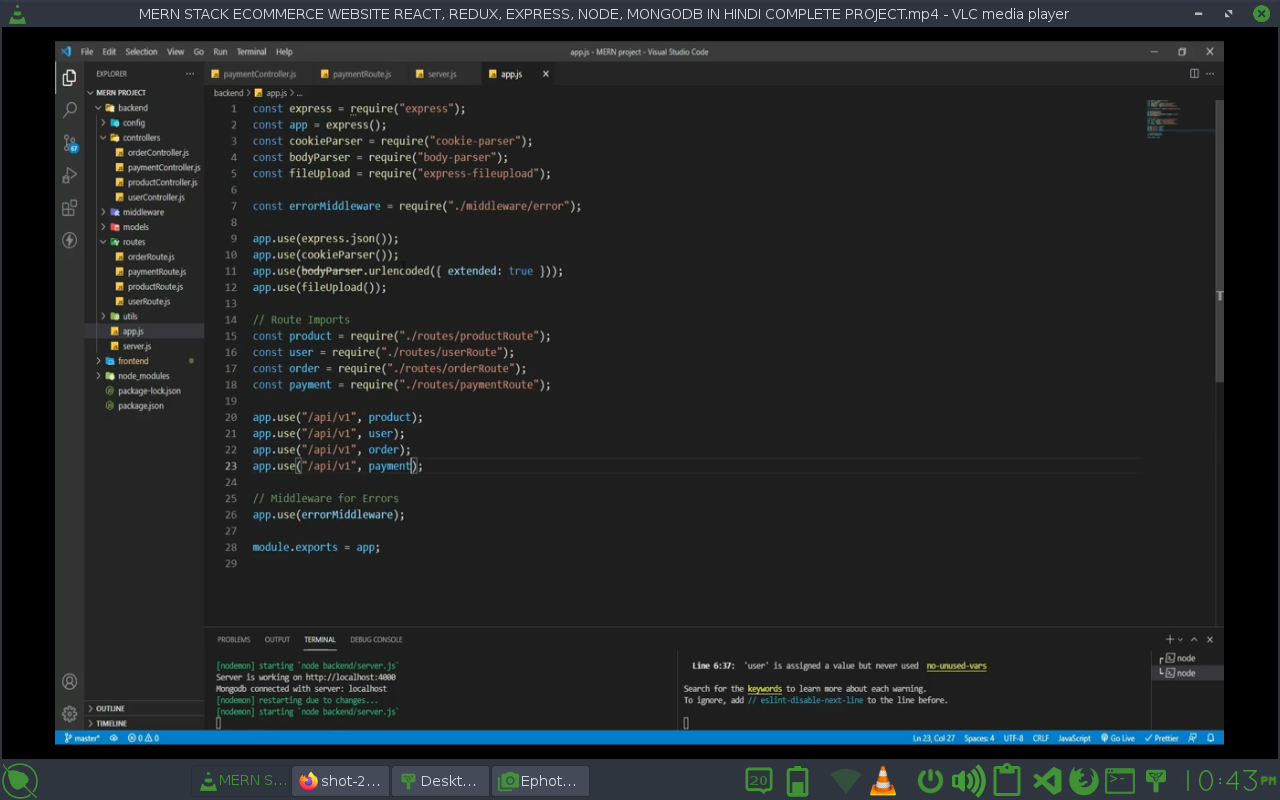 MERN STACK ECOMMERCE WEBSITE REACT, REDUX, EXPRESS, NODE, MONGODB IN HINDI COMPLETE PROJECT.mp4 - VLC media player
File Edit Selection View Go Run Terminal Help
app.js - MERN project - Visual Studio Code
EXPLORER
paymentController.js paymentRoute.js server.js app.js
MERN PROJECT
backend
config
controllers
orderController.js
paymentController.js
productController.js
userController.js
middleware
models
routes
orderRoute.js
paymentRoute.js
productRoute.js
userRoute.js
utils
app.js
server.js
frontend
node_modules
package-lock.json
package.json
OUTLINE
TIMELINE
67
backend > app.js > ...
1 const express = require("express");
2 const app = express();
3 const cookieParser = require("cookie-parser");
4 const bodyParser = require("body-parser");
5 const fileUpload = require("express-fileupload");
6
7 const errorMiddleware = require("./middleware/error");
8
9 app.use(express.json());
10 app.use(cookieParser());
11 app.use(bodyParser.urlencoded({ extended: true }));
12 app.use(fileUpload());
13
14 // Route Imports
15 const product = require("./routes/productRoute");
16 const user = require("./routes/userRoute");
17 const order = require("./routes/orderRoute");
18 const payment = require("./routes/paymentRoute");
19
20 app.use("/api/v1", product);
21 app.use("/api/v1", user);
22 app.use("/api/v1", order);
23 app.use("/api/v1", payment);
24
25 // Middleware for Errors
26 app.use(errorMiddleware);
27
28 module.exports = app;
29
PROBLEMS OUTPUT TERMINAL DEBUG CONSOLE
[nodemon] starting `node backend/server.js`
Server is working on http://localhost:4000
Mongodb connected with server: localhost
[nodemon] restarting due to changes...
[nodemon] starting `node backend/server.js`
Line 6:37: 'user' is assigned a value but never used no-unused-vars
Search for the keywords to learn more about each warning.
To ignore, add // eslint-disable-next-line to the line before.
node
node
master* 0 0 Ln 23, Col 27 Spaces: 4 UTF-8 CRLF JavaScript Go Live Prettier
MERN S... shot-2... Deskt... Ephot... 20 10:43 PM